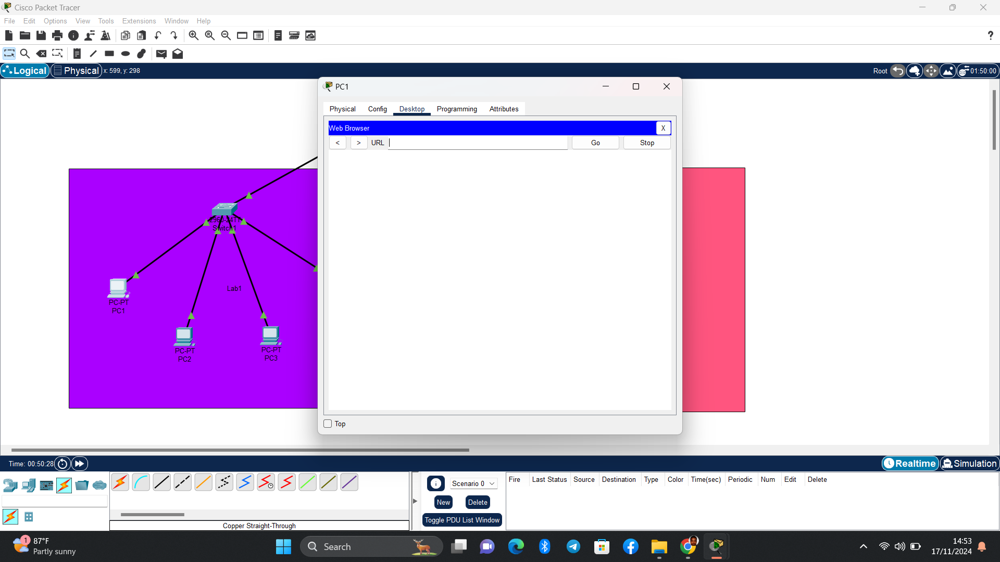 Cisco Packet Tracer
File Edit Options View Tools Extensions Window Help
?
Logical Physical x: 599, y: 298 Root 01:50:00
PC1
Physical Config Desktop Programming Attributes
Web Browser X
< > URL Go Stop
2960-24TT
Switch1
Lab1
PC-PT
PC1
PC-PT
PC2
PC-PT
PC3
Top
Time: 00:50:28 Realtime Simulation
Scenario 0
New Delete
Toggle PDU List Window
Fire Last Status Source Destination Type Color Time(sec) Periodic Num Edit Delete
Copper Straight-Through
1
87°F
Partly sunny
Search
14:53
17/11/2024